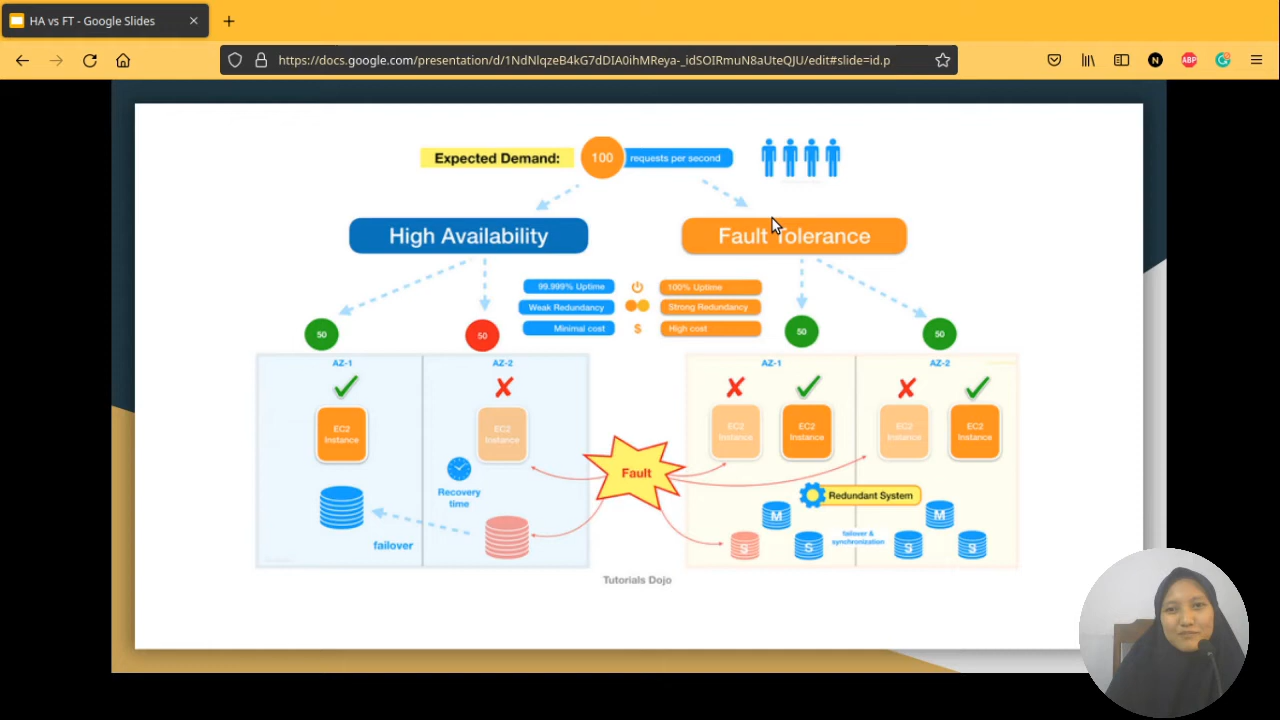 HA vs FT - Google Slides
https://docs.google.com/presentation/d/1NdNlqzeB4kG7dDIA0ihMReya-_idSOIRmuN8aUteQJU/edit#slide=id.p
N
ABP
Expected Demand: 100 requests per second
High Availability
Fault Tolerance
99.999% Uptime
100% Uptime
Weak Redundancy
Strong Redundancy
Minimal cost
$
High cost
50
50
50
50
AZ-1
AZ-2
AZ-1
AZ-2
EC2
Instance
EC2
Instance
EC2
Instance
EC2
Instance
EC2
Instance
EC2
Instance
Fault
Recovery
time
Redundant System
failover
failover &
synchronization
M
M
S
S
S
S
Tutorials Dojo